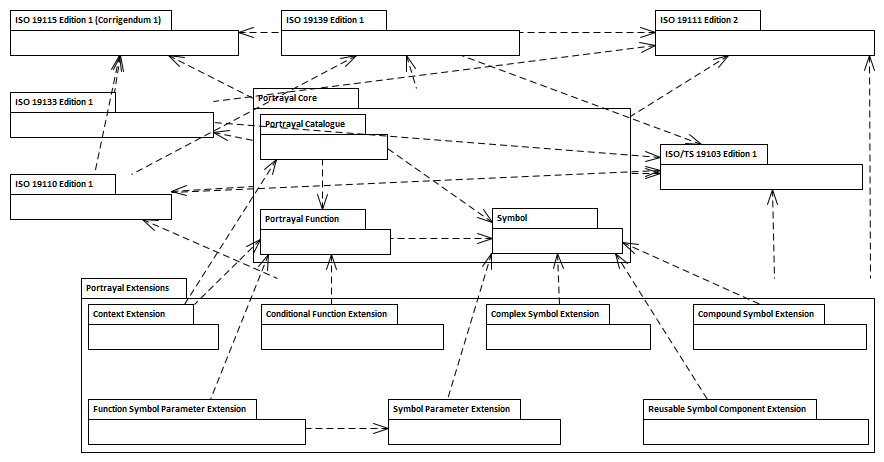 ISO 19115 Edition 1 (Corrigendum 1)
ISO 19139 Edition 1
ISO 19111 Edition 2
ISO 19133 Edition 1
Portrayal Core
Portrayal Catalogue
ISO/TS 19103 Edition 1
ISO 19110 Edition 1
Portrayal Function
Symbol
Portrayal Extensions
Context Extension
Conditional Function Extension
Complex Symbol Extension
Compound Symbol Extension
Function Symbol Parameter Extension
Symbol Parameter Extension
Reusable Symbol Component Extension